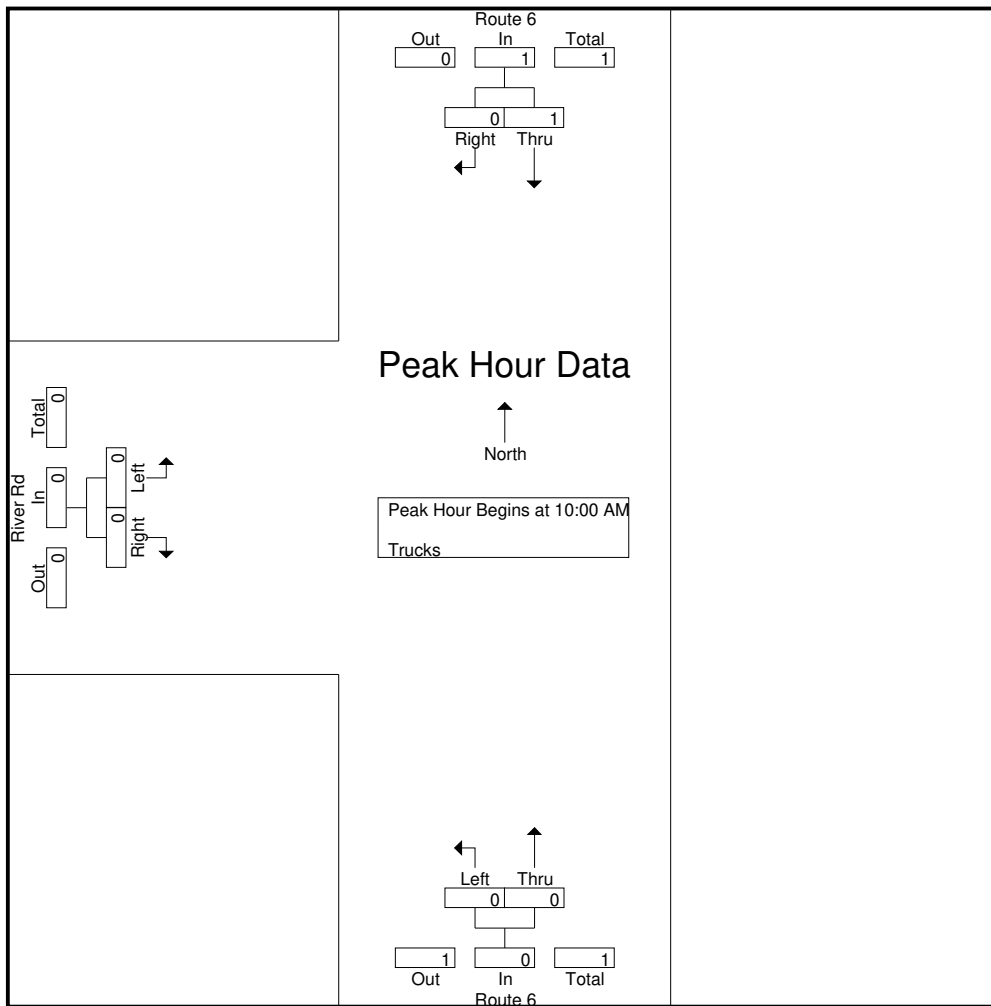 Route 6
Out In Total
0 1 1
0 1
Right Thru
Peak Hour Data
North
Peak Hour Begins at 10:00 AM
Trucks
River Rd
Out In Total
0 0 0
Right Left
0 0
Left Thru
0 0
1 0 1
Out In Total
Route 6